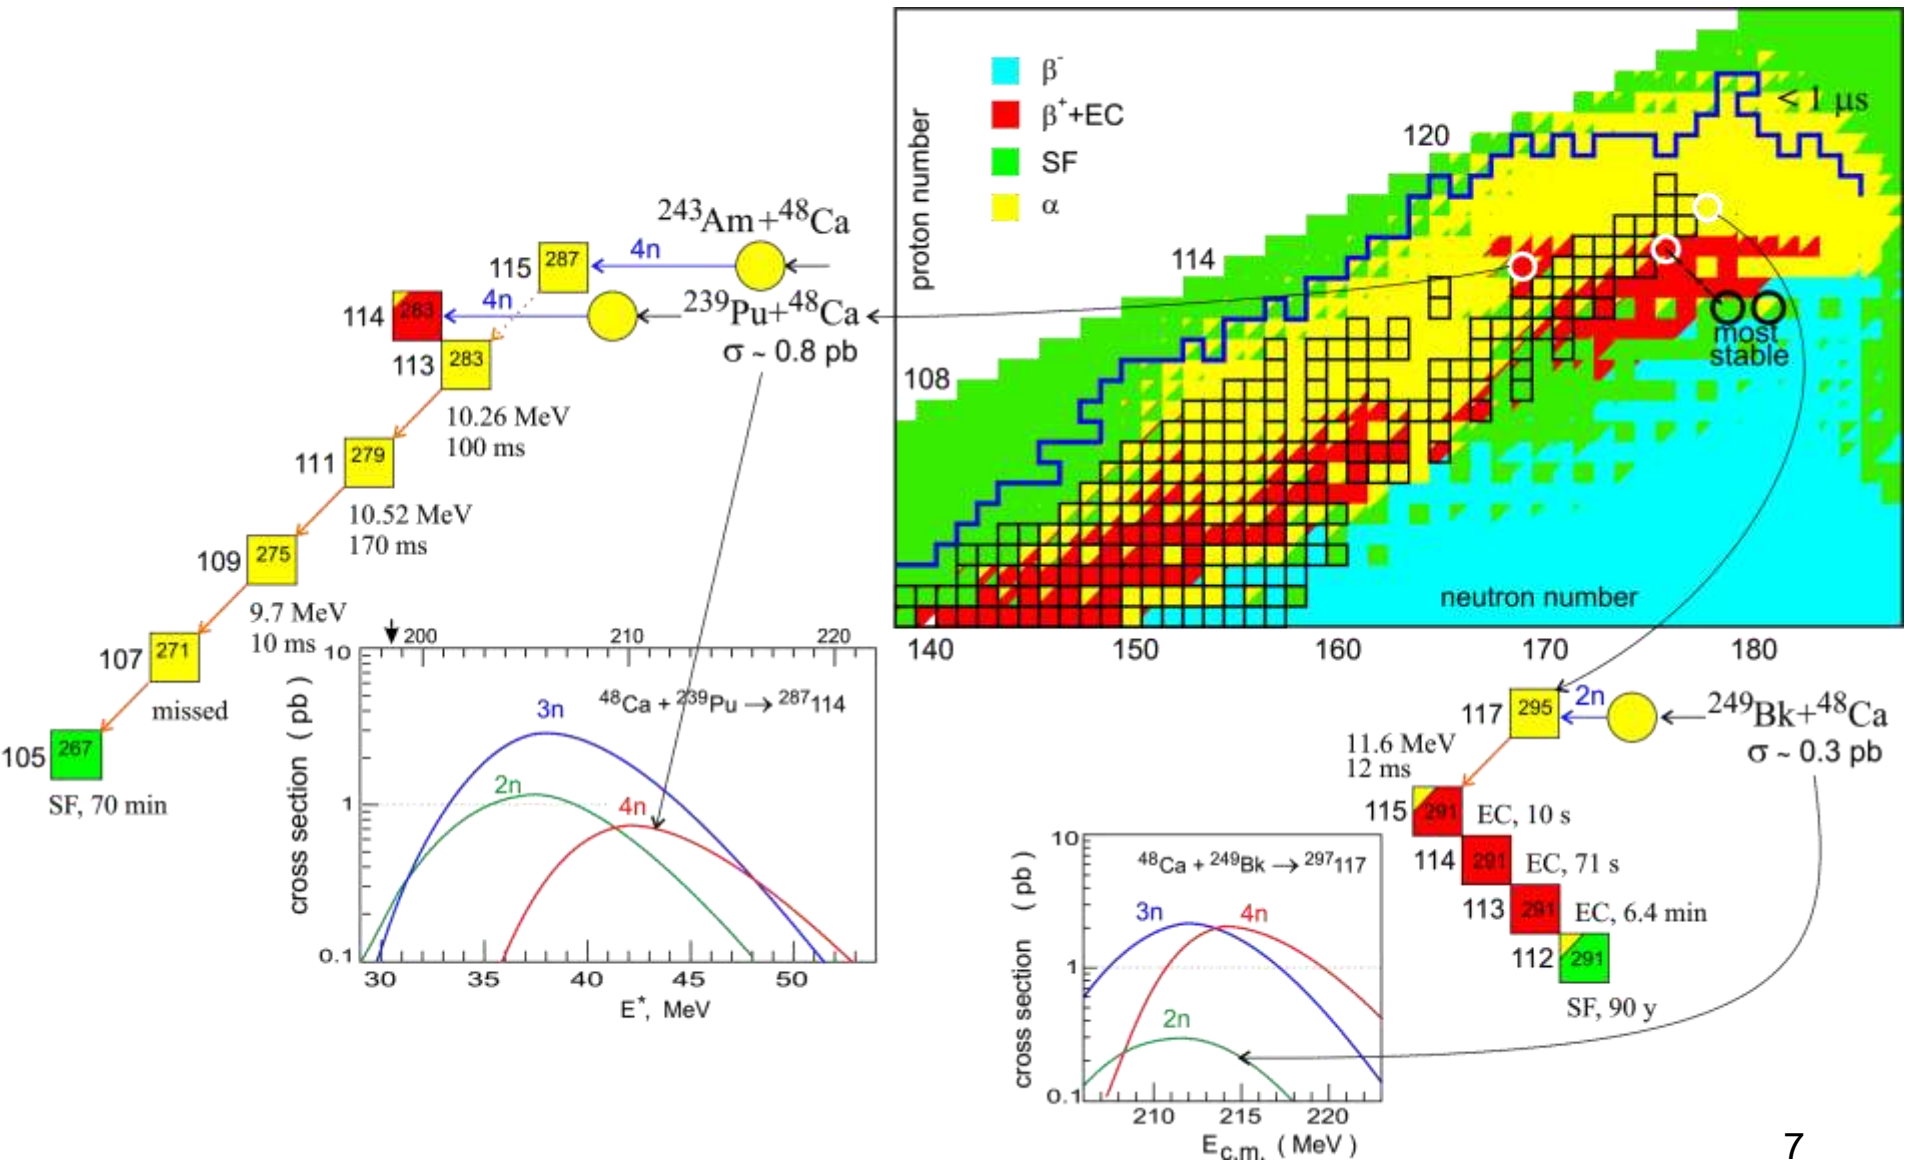 β⁻
β⁺+EC
SF
α
< 1 µs
proton number
120
114
108
most
stable
neutron number
140 150 160 170 180
²⁴³Am+⁴⁸Ca
115 287 4n
²³⁹Pu+⁴⁸Ca
114 283 4n
σ ~ 0.8 pb
113 283
10.26 MeV
100 ms
111 279
10.52 MeV
170 ms
109 275
9.7 MeV
10 ms
107 271
missed
105 267
SF, 70 min
200 210 220
10
1
0.1
cross section ( pb )
⁴⁸Ca + ²³⁹Pu → ²⁸⁷114
3n
2n
4n
30 35 40 45 50
E*, MeV
117 295 2n ²⁴⁹Bk+⁴⁸Ca
σ ~ 0.3 pb
11.6 MeV
12 ms
115 291 EC, 10 s
114 291 EC, 71 s
113 291 EC, 6.4 min
112 291
SF, 90 y
10
1
0.1
cross section ( pb )
⁴⁸Ca + ²⁴⁹Bk → ²⁹⁷117
3n
4n
2n
210 215 220
E c.m. ( MeV )
7